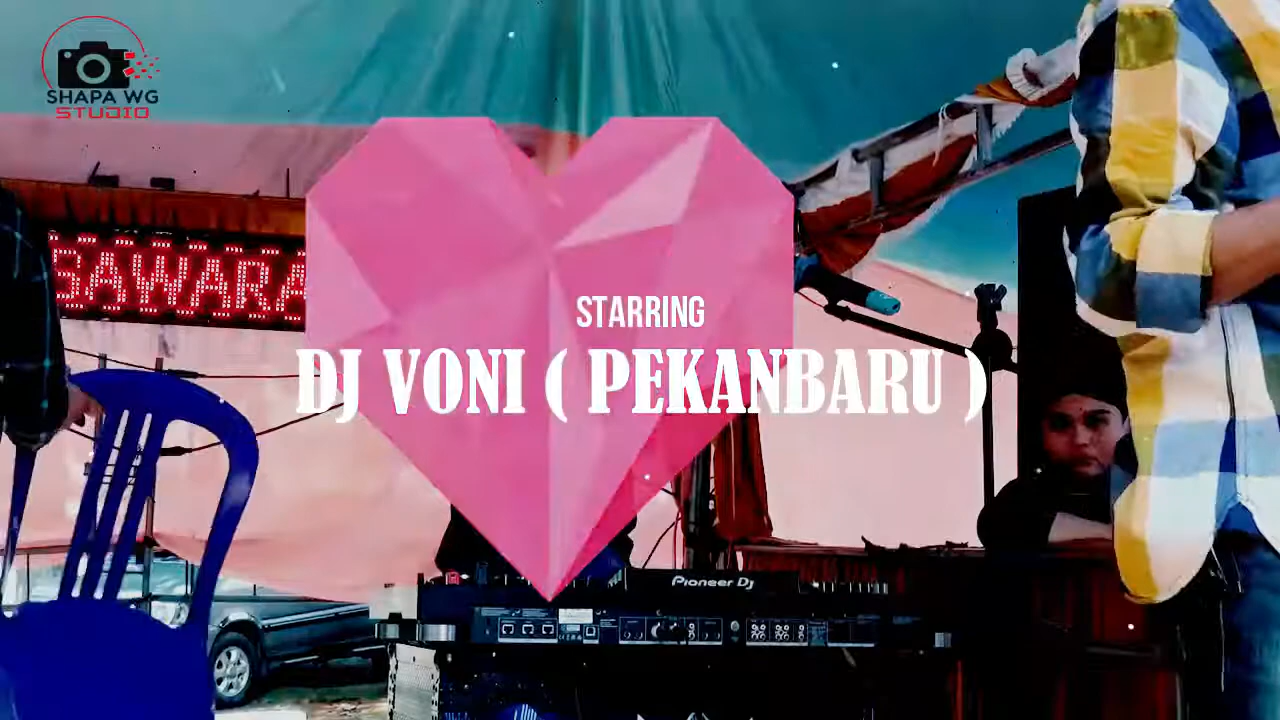 SHAPA WG
STUDIO
SAWARA
STARRING
DJ VONI ( PEKANBARU )
Pioneer Dj